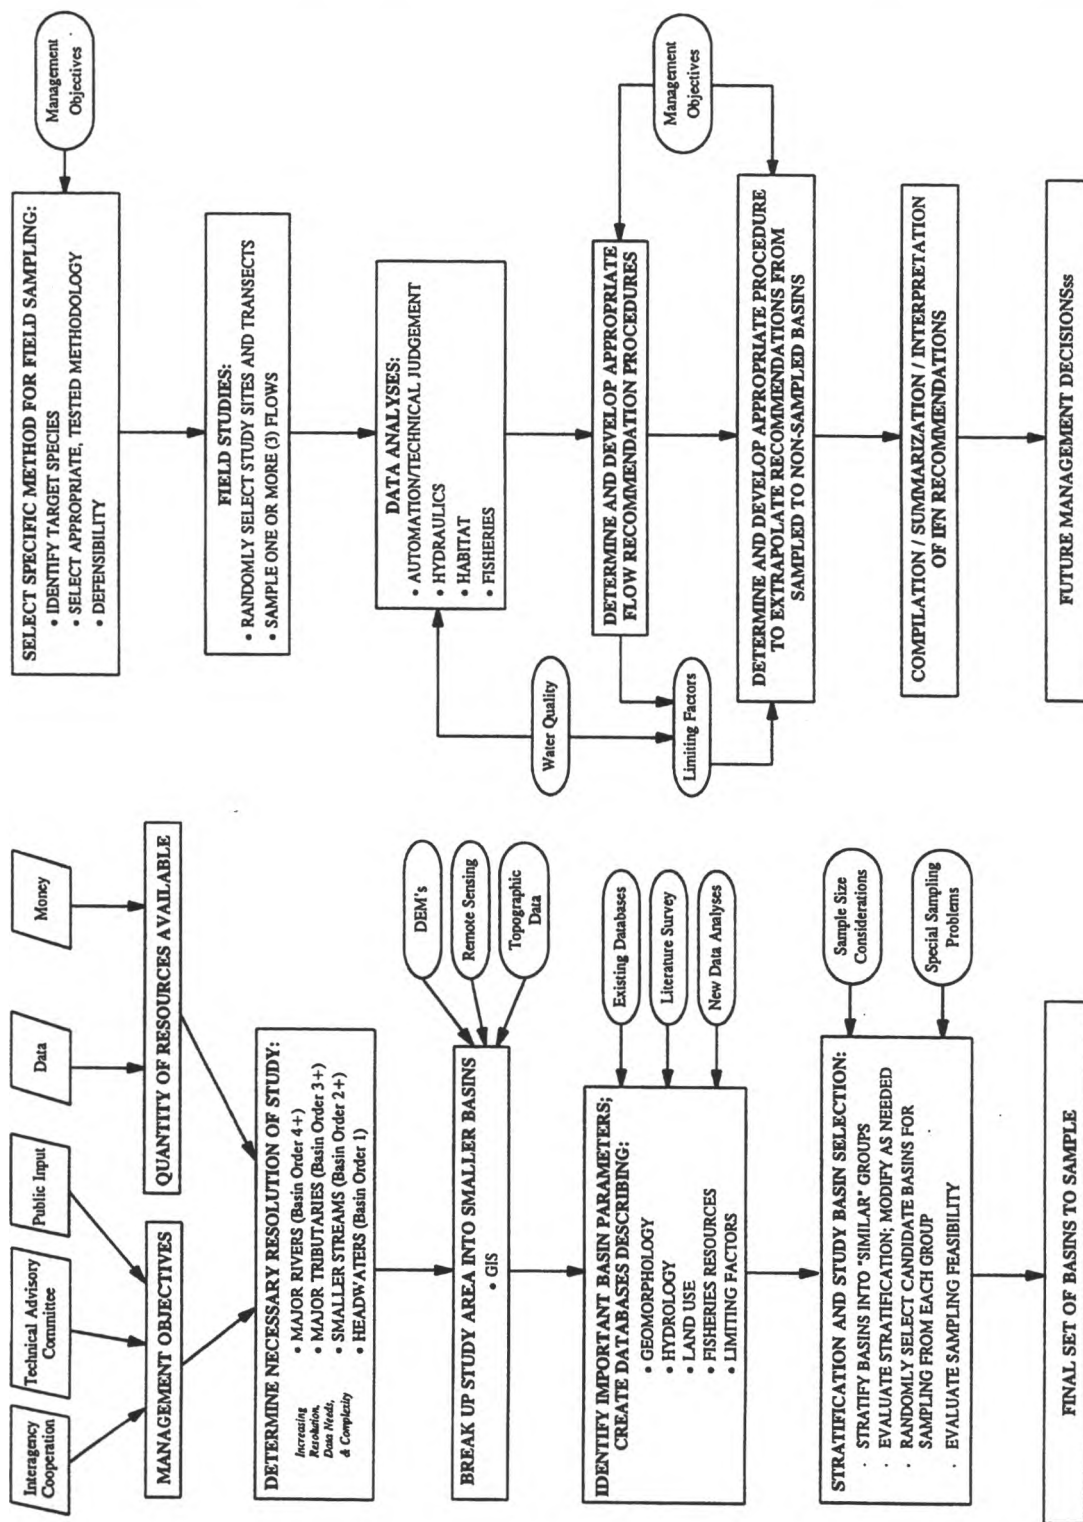 Interagency
Cooperation
Technical Advisory
Committee
Public Input
Data
Money
MANAGEMENT OBJECTIVES
QUANTITY OF RESOURCES AVAILABLE
DETERMINE NECESSARY RESOLUTION OF STUDY:
Increasing
Resolution,
Data Needs,
& Complexity
• MAJOR RIVERS (Basin Order 4+)
• MAJOR TRIBUTARIES (Basin Order 3+)
• SMALLER STREAMS (Basin Order 2+)
• HEADWATERS (Basin Order 1)
DEM's
Remote Sensing
Topographic
Data
BREAK UP STUDY AREA INTO SMALLER BASINS
• GIS
Existing Databases
Literature Survey
New Data Analyses
IDENTIFY IMPORTANT BASIN PARAMETERS;
CREATE DATABASES DESCRIBING:
• GEOMORPHOLOGY
• HYDROLOGY
• LAND USE
• FISHERIES RESOURCES
• LIMITING FACTORS
Sample Size
Considerations
Special Sampling
Problems
STRATIFICATION AND STUDY BASIN SELECTION:
· STRATIFY BASINS INTO "SIMILAR" GROUPS
· EVALUATE STRATIFICATION; MODIFY AS NEEDED
· RANDOMLY SELECT CANDIDATE BASINS FOR
SAMPLING FROM EACH GROUP
· EVALUATE SAMPLING FEASIBILITY
FINAL SET OF BASINS TO SAMPLE
SELECT SPECIFIC METHOD FOR FIELD SAMPLING:
• IDENTIFY TARGET SPECIES
• SELECT APPROPRIATE, TESTED METHODOLOGY
• DEFENSIBILITY
Management
Objectives
FIELD STUDIES:
• RANDOMLY SELECT STUDY SITES AND TRANSECTS
• SAMPLE ONE OR MORE (3) FLOWS
DATA ANALYSES:
• AUTOMATION/TECHNICAL JUDGEMENT
• HYDRAULICS
• HABITAT
• FISHERIES
Water Quality
DETERMINE AND DEVELOP APPROPRIATE
FLOW RECOMMENDATION PROCEDURES
Limiting Factors
Management
Objectives
DETERMINE AND DEVELOP APPROPRIATE PROCEDURE
TO EXTRAPOLATE RECOMMENDATIONS FROM
SAMPLED TO NON-SAMPLED BASINS
COMPILATION / SUMMARIZATION / INTERPRETATION
OF IFN RECOMMENDATIONS
FUTURE MANAGEMENT DECISIONSss